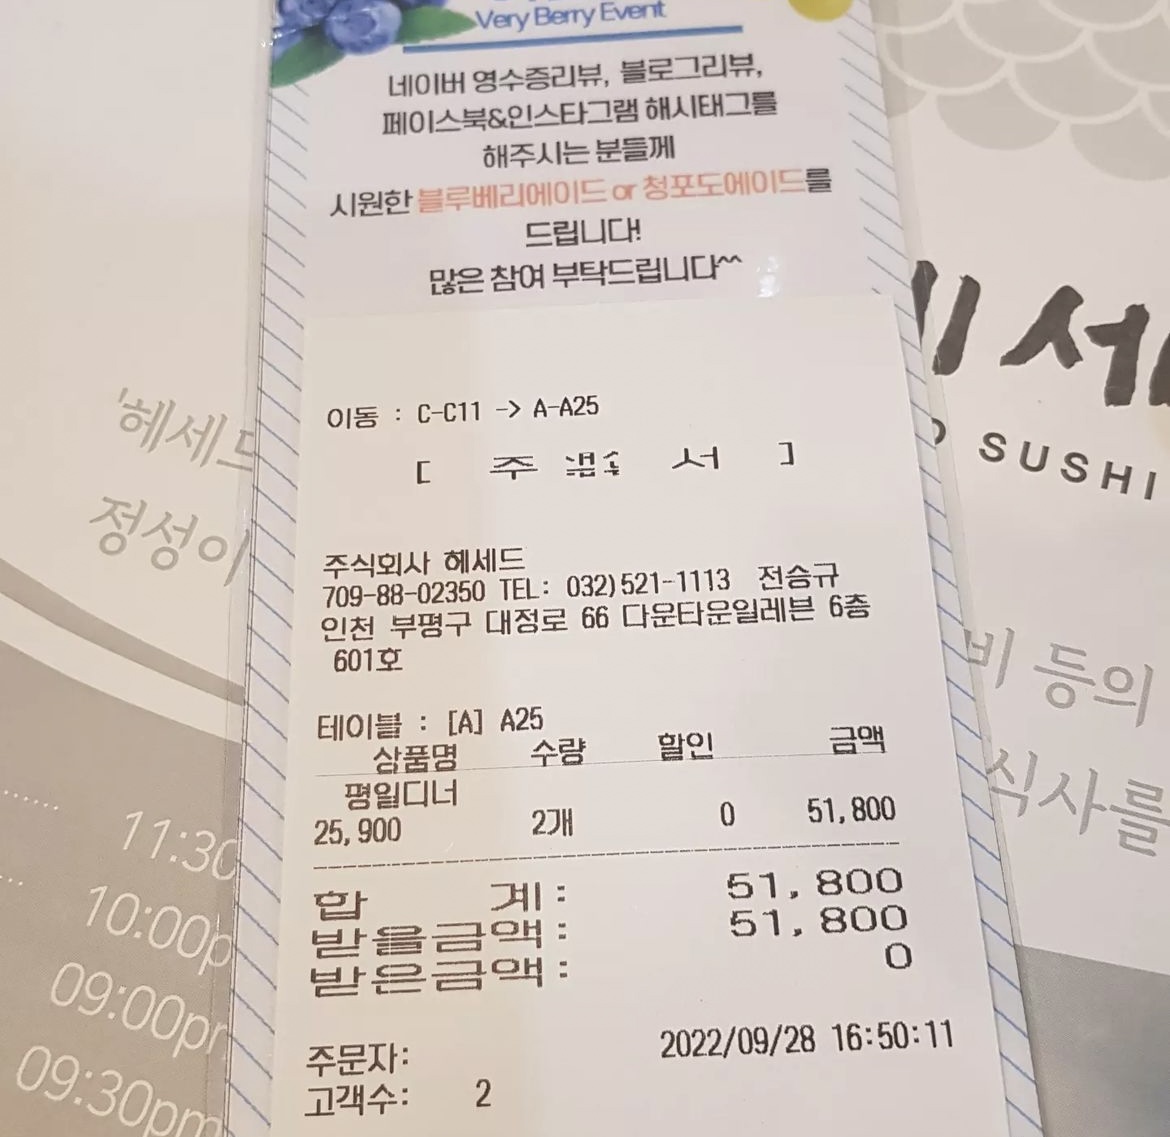 Very Berry Event
네이버 영수증리뷰, 블로그리뷰,
페이스북&인스타그램 해시태그를
해주시는 분들께
시원한 블루베리에이드 or 청포도에이드를
드립니다!
많은 참여 부탁드립니다^^
이동 : C-C11 -> A-A25
[ 주 문 서 ]
주식회사 헤세드
709-88-02350 TEL: 032)521-1113 전승규
인천 부평구 대정로 66 다운타운일레븐 6층
601호
테이블 : [A] A25
상품명 수량 할인 금액
평일디너
25,900 2개 0 51,800
합 계: 51,800
받을금액: 51,800
받은금액: 0
주문자: 2022/09/28 16:50:11
고객수: 2
'헤세드
정성이
11:30
10:00p
09:00pm
09:30pm
SUSHI
비 등의
식사를